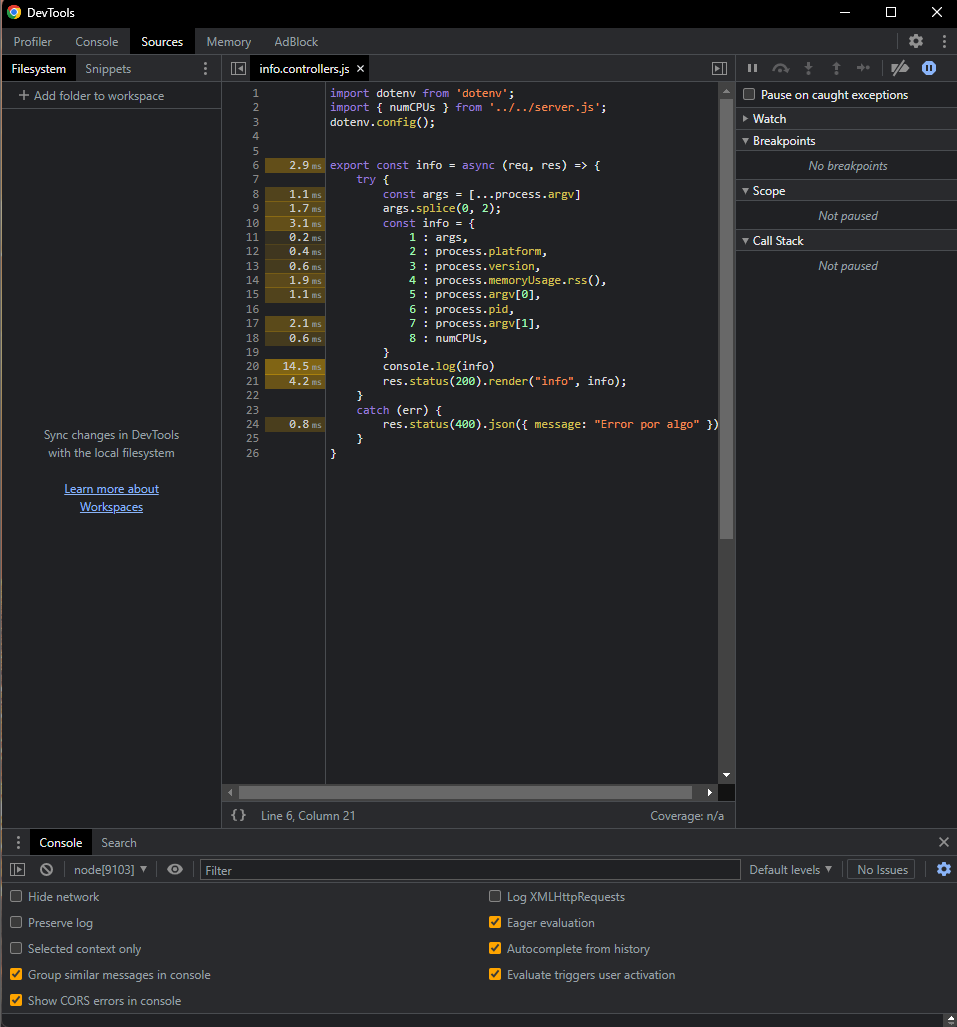 DevTools
Profiler Console Sources Memory AdBlock
Filesystem Snippets
+ Add folder to workspace
Sync changes in DevTools
with the local filesystem
Learn more about
Workspaces
info.controllers.js ×
1 import dotenv from 'dotenv';
2 import { numCPUs } from '../../server.js';
3 dotenv.config();
4
5
6 2.9 ms export const info = async (req, res) => {
7 try {
8 1.1 ms const args = [...process.argv]
9 1.7 ms args.splice(0, 2);
10 3.1 ms const info = {
11 0.2 ms 1 : args,
12 0.4 ms 2 : process.platform,
13 0.6 ms 3 : process.version,
14 1.9 ms 4 : process.memoryUsage.rss(),
15 1.1 ms 5 : process.argv[0],
16 6 : process.pid,
17 2.1 ms 7 : process.argv[1],
18 0.6 ms 8 : numCPUs,
19 }
20 14.5 ms console.log(info)
21 4.2 ms res.status(200).render("info", info);
22 }
23 catch (err) {
24 0.8 ms res.status(400).json({ message: "Error por algo" })
25 }
26 }
{} Line 6, Column 21 Coverage: n/a
Pause on caught exceptions
Watch
Breakpoints
No breakpoints
Scope
Not paused
Call Stack
Not paused
Console Search
node[9103] Filter Default levels No Issues
Hide network
Preserve log
Selected context only
Group similar messages in console
Show CORS errors in console
Log XMLHttpRequests
Eager evaluation
Autocomplete from history
Evaluate triggers user activation